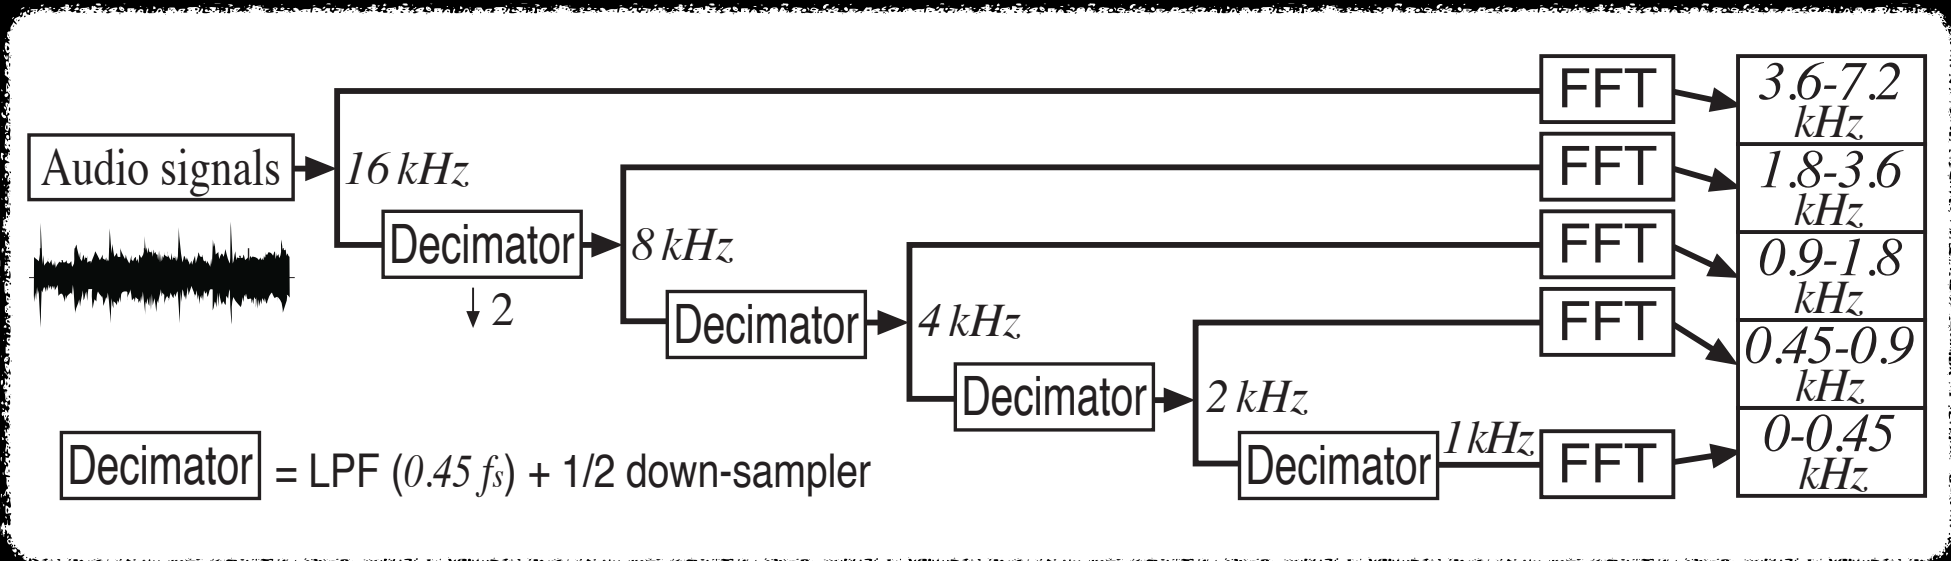 Audio signals
16 kHz
Decimator
↓ 2
8 kHz
Decimator
4 kHz
Decimator
2 kHz
Decimator
1 kHz
FFT
3.6-7.2
kHz
FFT
1.8-3.6
kHz
FFT
0.9-1.8
kHz
FFT
0.45-0.9
kHz
FFT
0-0.45
kHz
Decimator = LPF (0.45 fs) + 1/2 down-sampler